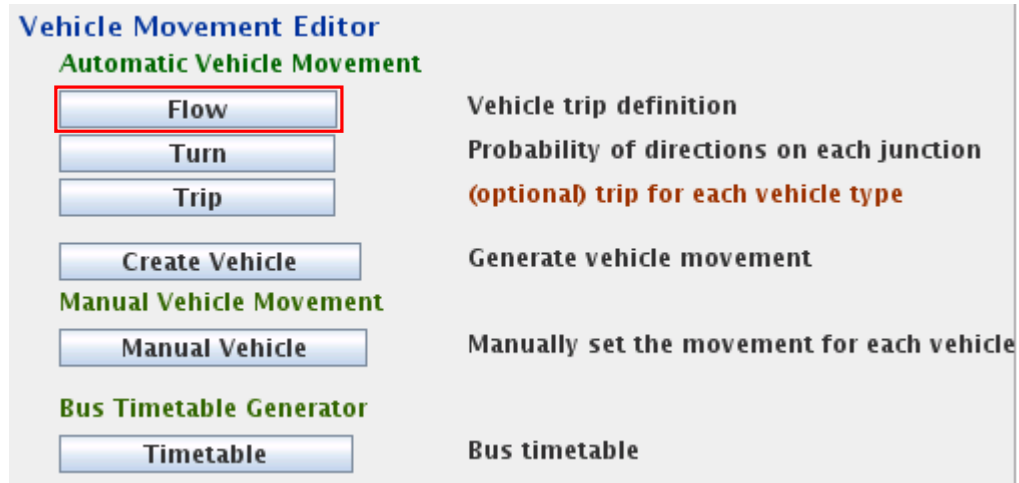 Vehicle Movement Editor
Automatic Vehicle Movement
Flow Vehicle trip definition
Turn Probability of directions on each junction
Trip (optional) trip for each vehicle type
Create Vehicle Generate vehicle movement
Manual Vehicle Movement
Manual Vehicle Manually set the movement for each vehicle
Bus Timetable Generator
Timetable Bus timetable